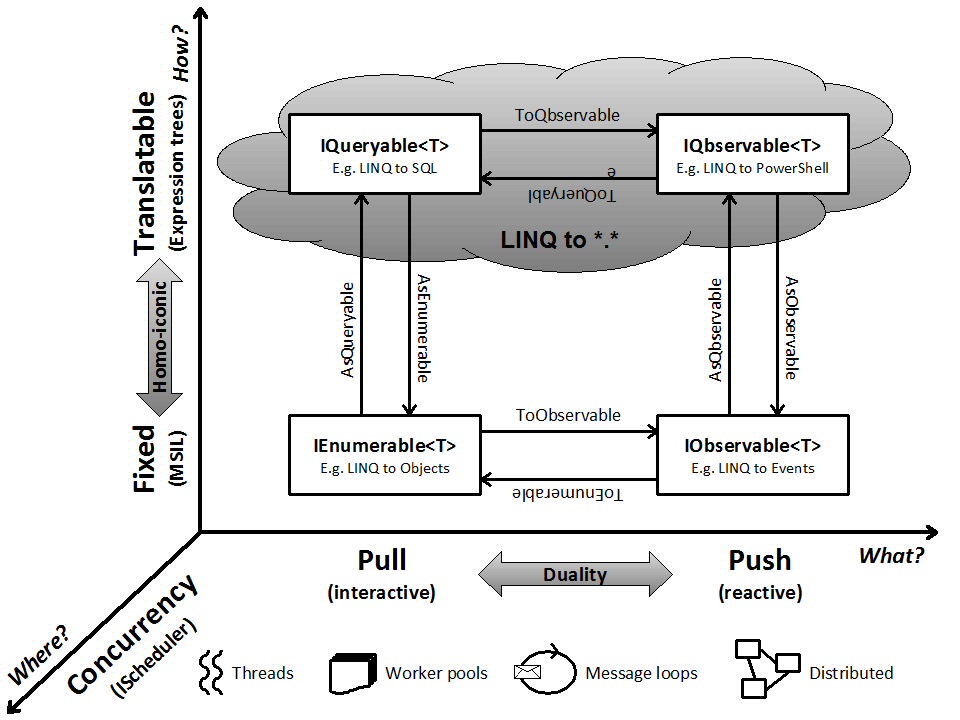 How?
Translatable
(Expression trees)
Homo-iconic
Fixed
(MSIL)
ToQbservable
IQueryable<T>
E.g. LINQ to SQL
IQbservable<T>
E.g. LINQ to PowerShell
ToQueryabl
e
LINQ to *.*
AsQueryable
AsEnumerable
AsQbservable
AsObservable
ToObservable
IEnumerable<T>
E.g. LINQ to Objects
IObservable<T>
E.g. LINQ to Events
ToEnumerable
Pull
(interactive)
Duality
Push
(reactive)
What?
Where?
Concurrency
(IScheduler)
Threads
Worker pools
Message loops
Distributed